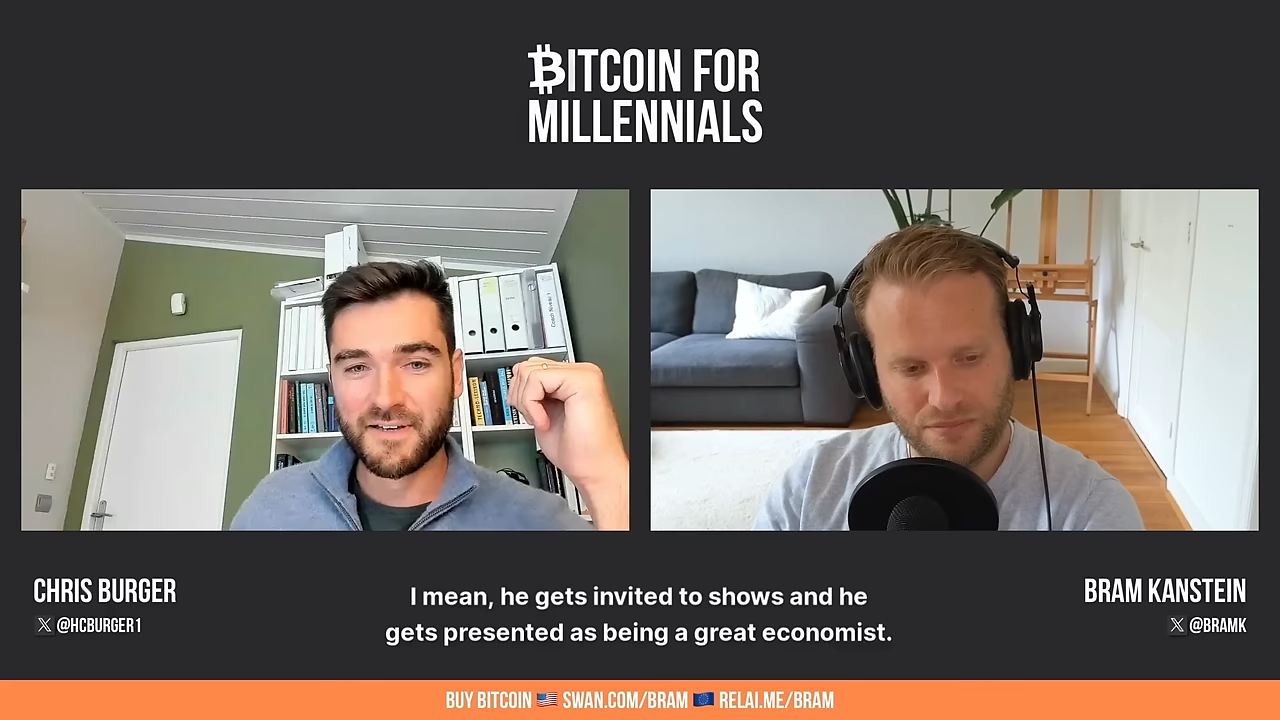 ₿ITCOIN FOR
MILLENNIALS
CHRIS BURGER
@HCBURGER1
I mean, he gets invited to shows and he
gets presented as being a great economist.
BRAM KANSTEIN
@BRAMK
BUY BITCOIN 🇺🇸 SWAN.COM/BRAM 🇪🇺 RELAI.ME/BRAM